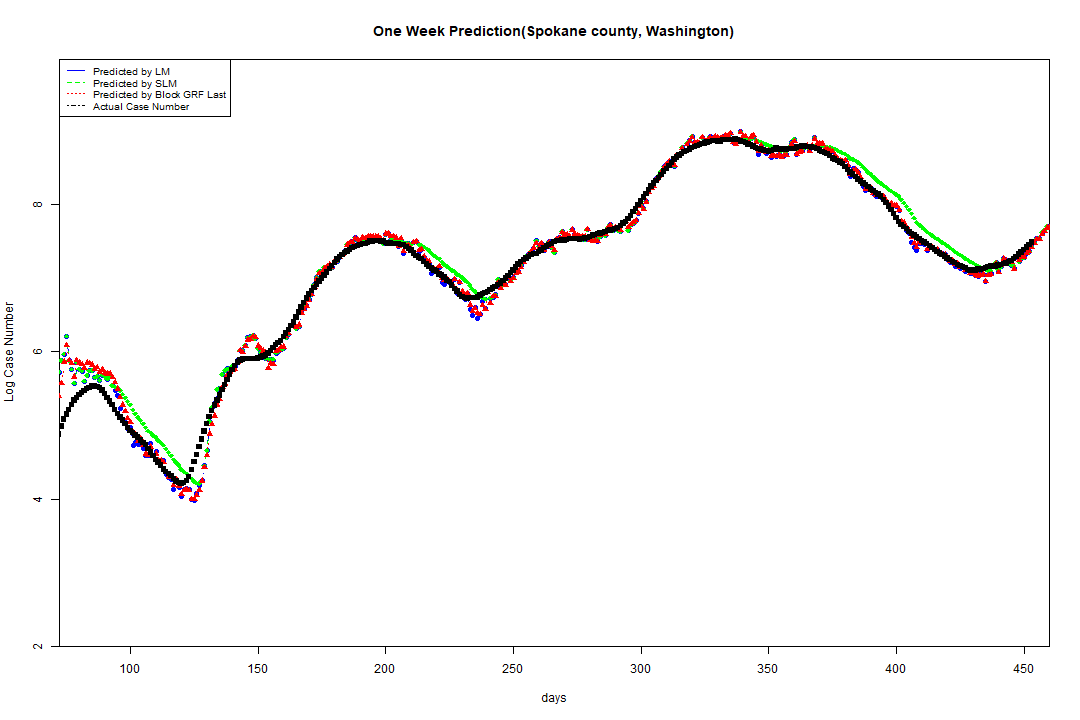 One Week Prediction(Spokane county, Washington)
Predicted by LM
Predicted by SLM
Predicted by Block GRF Last
Actual Case Number
Log Case Number
8
6
4
2
100 150 200 250 300 350 400 450
days